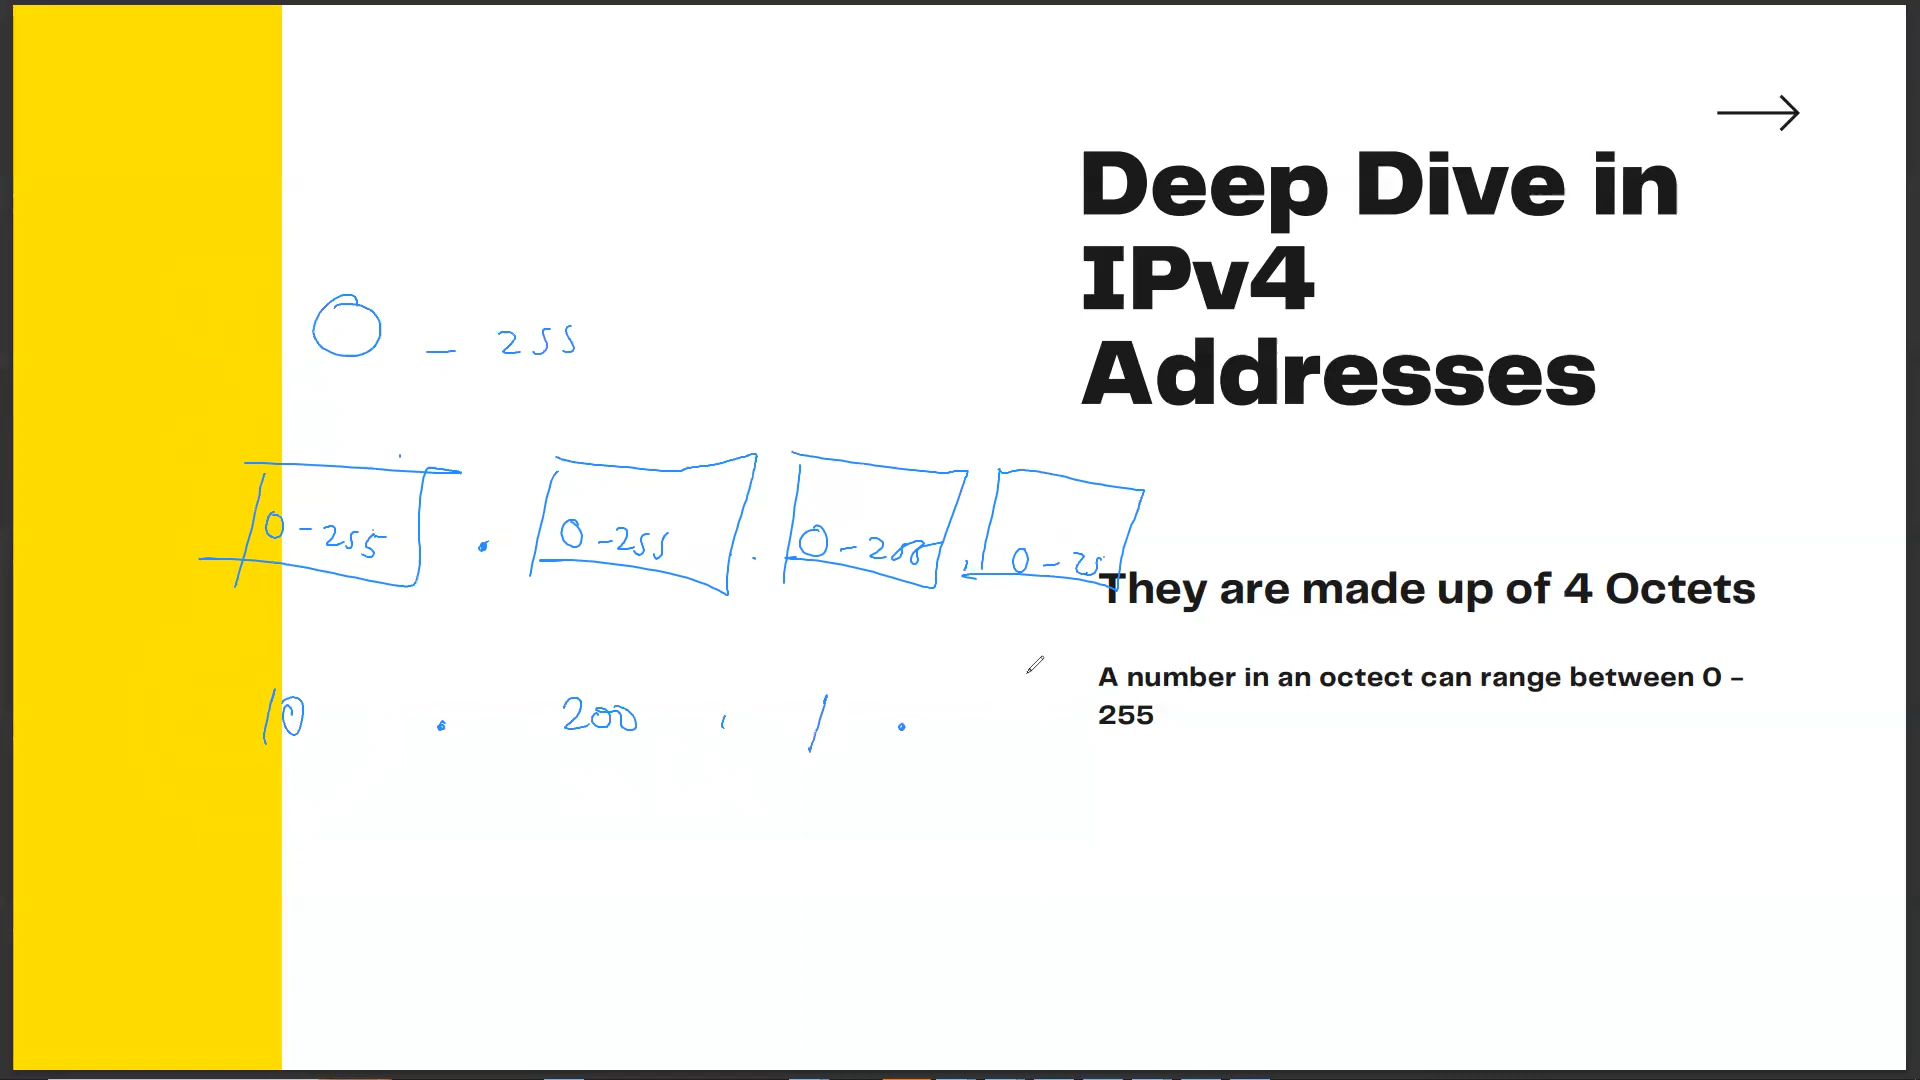 Deep Dive in
IPv4
Addresses
0 - 255
0 - 255 . 0 - 255 . 0 - 255 . 0 - 25
They are made up of 4 Octets
A number in an octect can range between 0 –
255
10 . 200 . 1 .